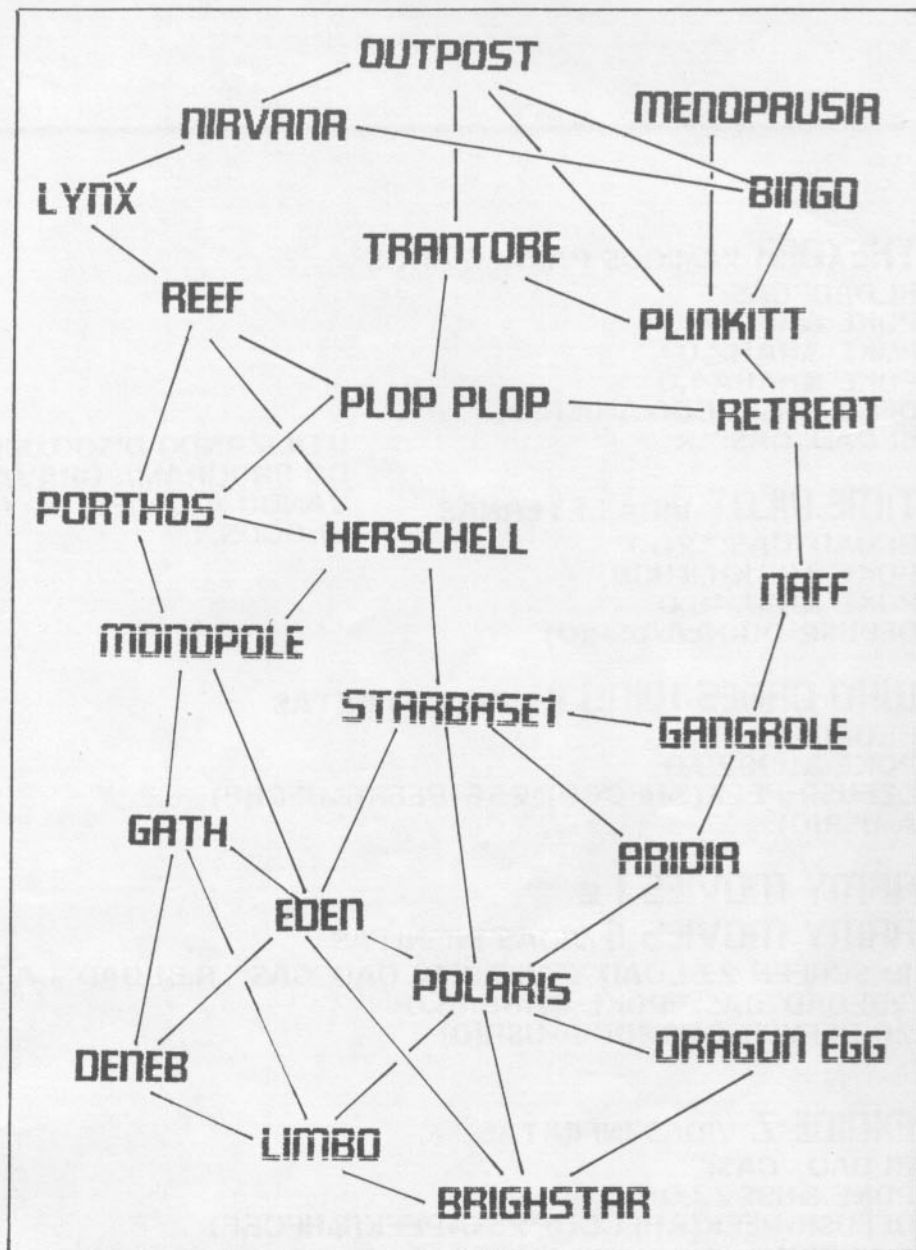 OUTPOST
MENOPAUSIA
NIRVANA
BINGO
LYNX
TRANTORE
REEF
PLINKITT
PLOP PLOP
RETREAT
PORTHOS
HERSCHELL
NAFF
MONOPOLE
STARBASE1
GANGROLE
GATH
ARIDIA
EDEN
POLARIS
DRAGON EGG
DENEB
LIMBO
BRIGHSTAR